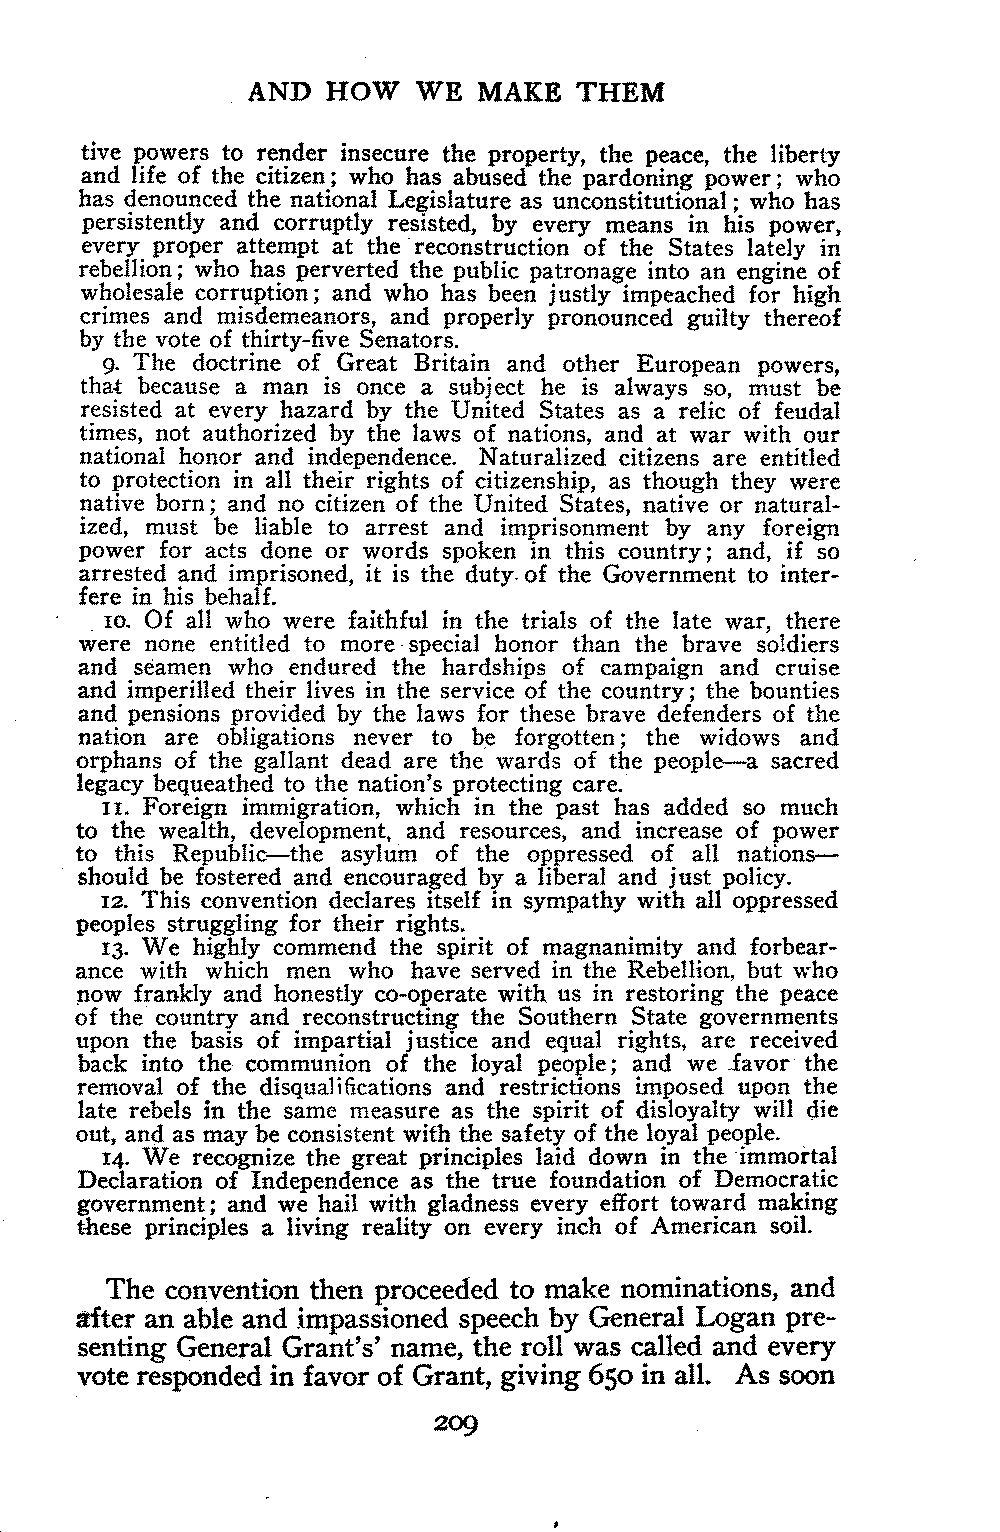 AND HOW WE MAKE THEM
tive powers to render insecure the property, the peace, the liberty
and life of the citizen; who has abused the pardoning power; who
has denounced the national Legislature as unconstitutional; who has
persistently and corruptly resisted, by every means in his power,
every proper attempt at the reconstruction of the States lately in
rebellion; who has perverted the public patronage into an engine of
wholesale corruption; and who has been justly impeached for high
crimes and misdemeanors, and properly pronounced guilty thereof
by the vote of thirty-five Senators.
9. The doctrine of Great Britain and other European powers,
that because a man is once a subject he is always so, must be
resisted at every hazard by the United States as a relic of feudal
times, not authorized by the laws of nations, and at war with our
national honor and independence. Naturalized citizens are entitled
to protection in all their rights of citizenship, as though they were
native born; and no citizen of the United States, native or natural-
ized, must be liable to arrest and imprisonment by any foreign
power for acts done or words spoken in this country; and, if so
arrested and imprisoned, it is the duty of the Government to inter-
fere in his behalf.
10. Of all who were faithful in the trials of the late war, there
were none entitled to more special honor than the brave soldiers
and seamen who endured the hardships of campaign and cruise
and imperilled their lives in the service of the country; the bounties
and pensions provided by the laws for these brave defenders of the
nation are obligations never to be forgotten; the widows and
orphans of the gallant dead are the wards of the people—a sacred
legacy bequeathed to the nation's protecting care.
11. Foreign immigration, which in the past has added so much
to the wealth, development, and resources, and increase of power
to this Republic—the asylum of the oppressed of all nations—
should be fostered and encouraged by a liberal and just policy.
12. This convention declares itself in sympathy with all oppressed
peoples struggling for their rights.
13. We highly commend the spirit of magnanimity and forbear-
ance with which men who have served in the Rebellion, but who
now frankly and honestly co-operate with us in restoring the peace
of the country and reconstructing the Southern State governments
upon the basis of impartial justice and equal rights, are received
back into the communion of the loyal people; and we favor the
removal of the disqualifications and restrictions imposed upon the
late rebels in the same measure as the spirit of disloyalty will die
out, and as may be consistent with the safety of the loyal people.
14. We recognize the great principles laid down in the immortal
Declaration of Independence as the true foundation of Democratic
government; and we hail with gladness every effort toward making
these principles a living reality on every inch of American soil.
The convention then proceeded to make nominations, and
after an able and impassioned speech by General Logan pre-
senting General Grant's' name, the roll was called and every
vote responded in favor of Grant, giving 650 in all. As soon
209